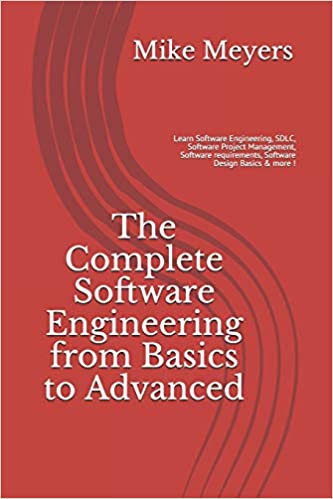 Mike Meyers
Learn Software Engineering, SDLC,
Software Project Management,
Software requirements, Software
Design Basics & more !
The
Complete
Software
Engineering
from Basics
to Advanced